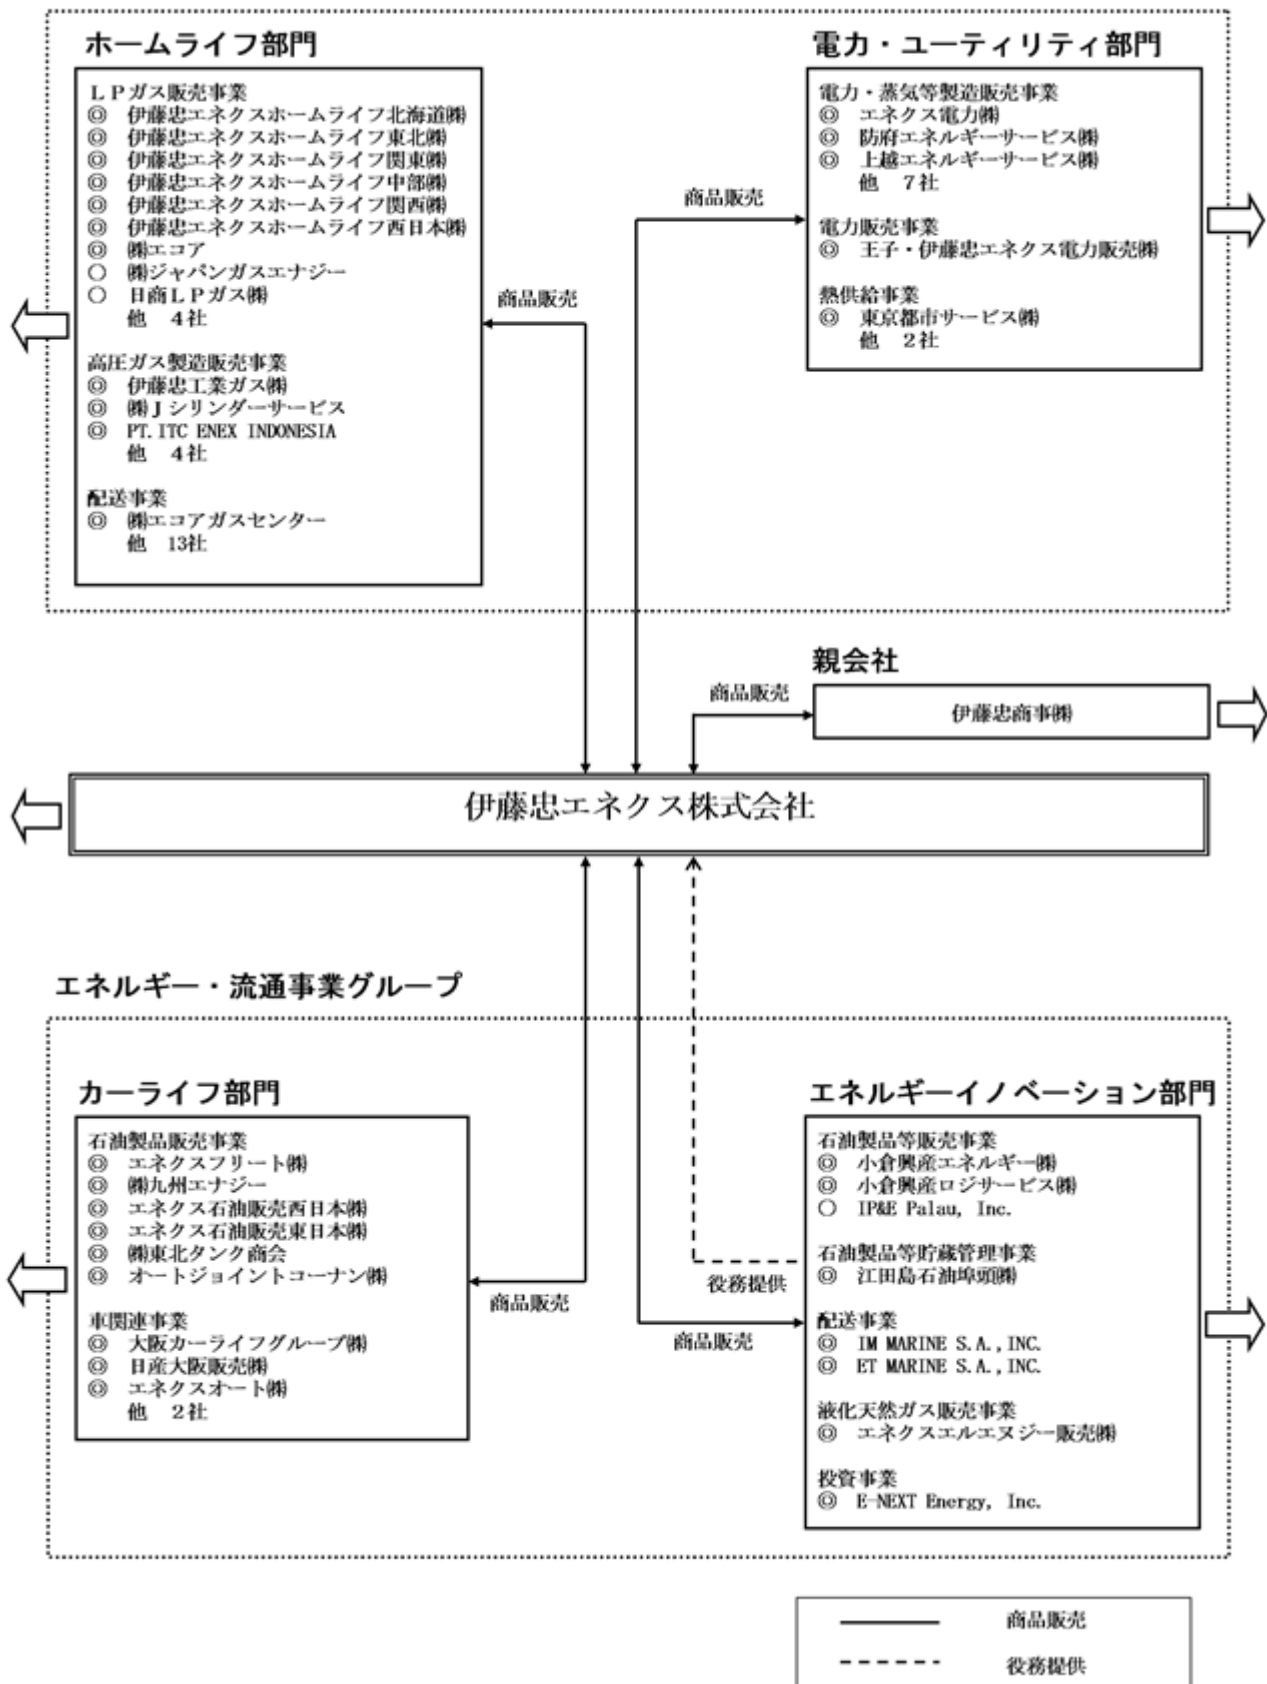 ホームライフ部門
LPガス販売事業
◎ 伊藤忠エネクスホームライフ北海道㈱
◎ 伊藤忠エネクスホームライフ東北㈱
◎ 伊藤忠エネクスホームライフ関東㈱
◎ 伊藤忠エネクスホームライフ中部㈱
◎ 伊藤忠エネクスホームライフ関西㈱
◎ 伊藤忠エネクスホームライフ西日本㈱
◎ ㈱エコア
○ ㈱ジャパンガスエナジー
○ 日商LPガス㈱
他 4社
高圧ガス製造販売事業
◎ 伊藤忠工業ガス㈱
◎ ㈱Jシリンダーサービス
◎ PT.ITC ENEX INDONESIA
他 4社
配送事業
◎ ㈱エコアガスセンター
他 13社
商品販売
電力・ユーティリティ部門
電力・蒸気等製造販売事業
◎ エネクス電力㈱
◎ 防府エネルギーサービス㈱
◎ 上越エネルギーサービス㈱
他 7社
電力販売事業
◎ 王子・伊藤忠エネクス電力販売㈱
熱供給事業
◎ 東京都市サービス㈱
他 2社
商品販売
親会社
伊藤忠商事㈱
商品販売
伊藤忠エネクス株式会社
エネルギー・流通事業グループ
カーライフ部門
石油製品販売事業
◎ エネクスフリート㈱
◎ ㈱九州エナジー
◎ エネクス石油販売西日本㈱
◎ エネクス石油販売東日本㈱
◎ ㈱東北タンク商会
◎ オートジョイントコーナン㈱
車関連事業
◎ 大阪カーライフグループ㈱
◎ 日産大阪販売㈱
◎ エネクスオート㈱
他 2社
商品販売
エネルギーイノベーション部門
石油製品等販売事業
◎ 小倉興産エネルギー㈱
◎ 小倉興産ロジサービス㈱
○ IP&E Palau, Inc.
石油製品等貯蔵管理事業
◎ 江田島石油埠頭㈱
配送事業
◎ IM MARINE S.A.,INC.
◎ ET MARINE S.A.,INC.
液化天然ガス販売事業
◎ エネクスエルエヌジー販売㈱
投資事業
◎ E-NEXT Energy, Inc.
役務提供
商品販売
商品販売
役務提供